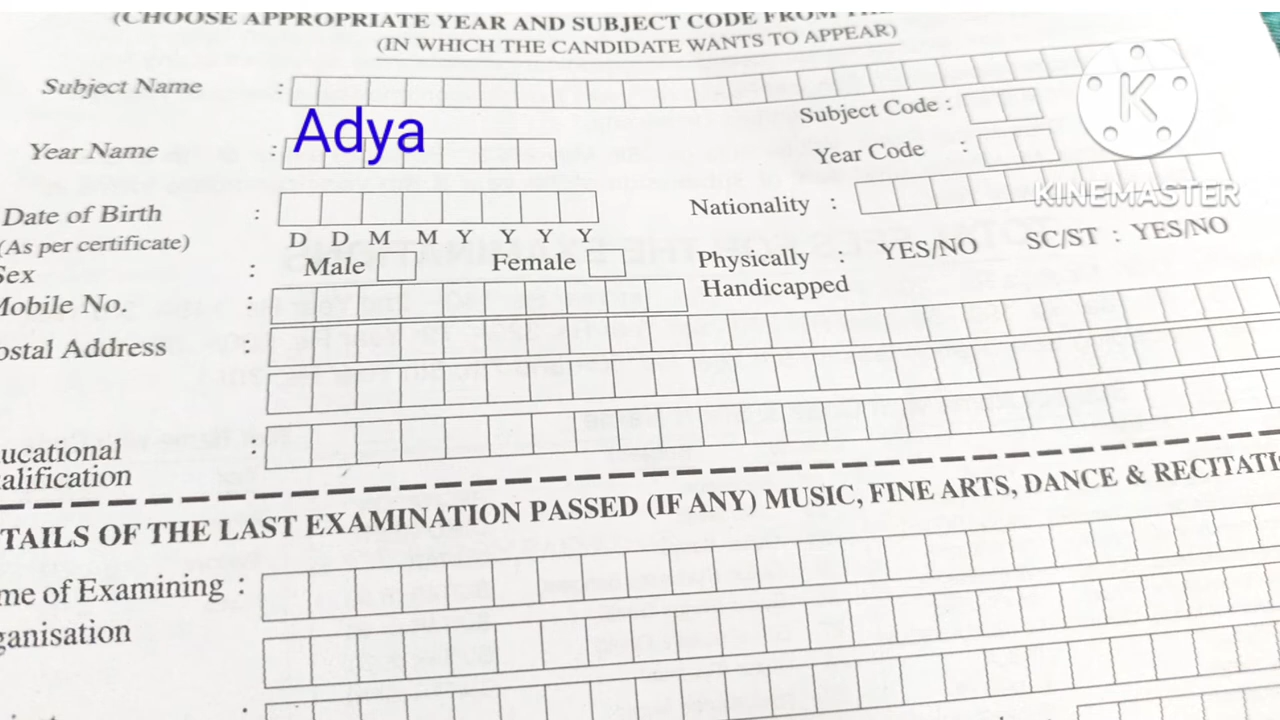 (CHOOSE APPROPRIATE YEAR AND SUBJECT CODE FROM THE
(IN WHICH THE CANDIDATE WANTS TO APPEAR)
Subject Name :
Subject Code :
Year Name : Adya
Year Code :
Date of Birth :
Nationality :
(As per certificate)
D D M M Y Y Y Y
Sex : Male Female
Physically Handicapped : YES/NO
SC/ST : YES/NO
Mobile No. :
ostal Address :
ucational
alification :
TAILS OF THE LAST EXAMINATION PASSED (IF ANY) MUSIC, FINE ARTS, DANCE & RECITATI
me of Examining :
ganisation
K
KINEMASTER